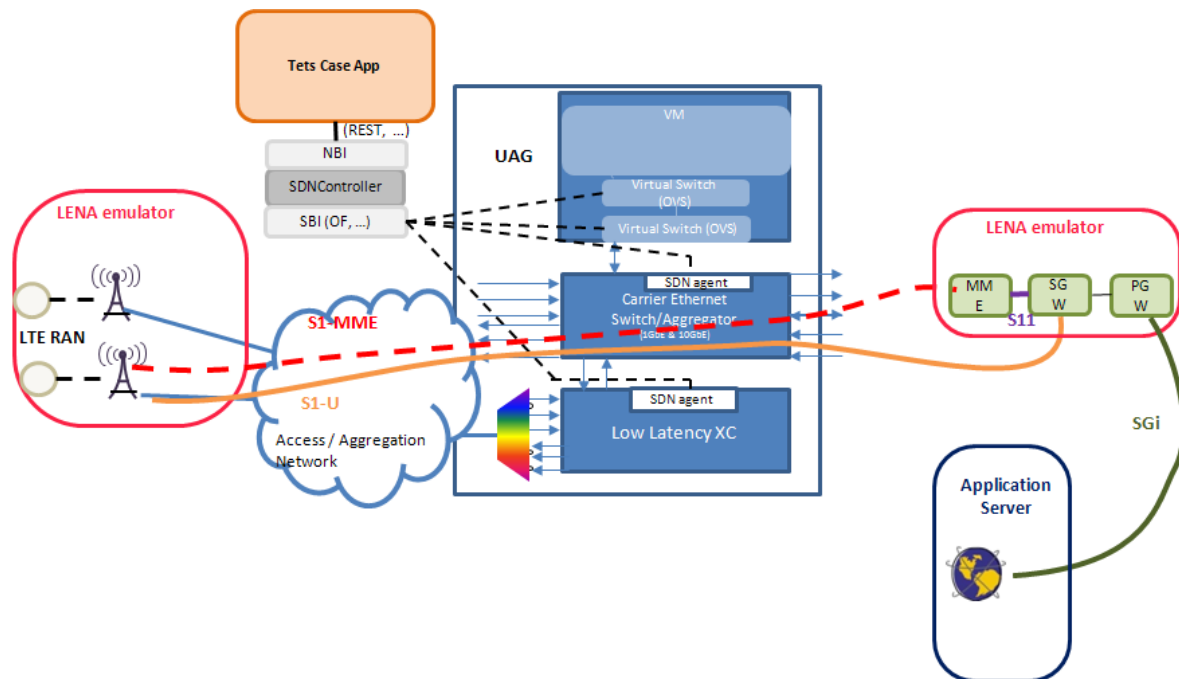 Tets Case App
(REST, ...)
NBI
SDNController
SBI (OF, ...)
UAG
VM
Virtual Switch
(OVS)
Virtual Switch (OVS)
SDN agent
Carrier Ethernet
Switch/Aggregator
(1GbE & 10GbE)
SDN agent
Low Latency XC
LENA emulator
LTE RAN
S1-MME
S1-U
Access / Aggregation
Network
LENA emulator
MM
E
SG
W
PG
W
S11
SGi
Application
Server